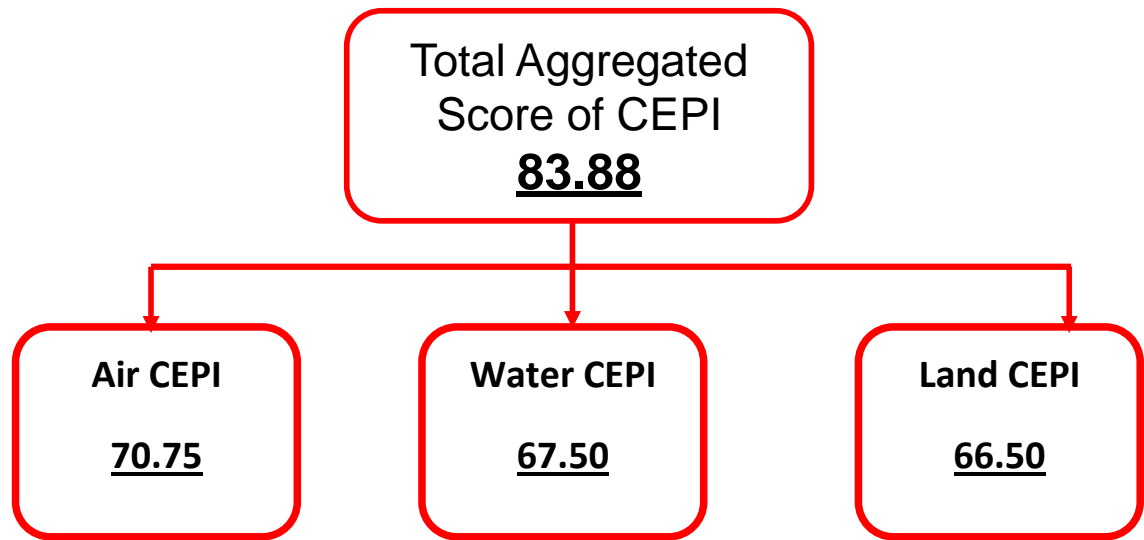 Total Aggregated
Score of CEPI
83.88
Air CEPI
70.75
Water CEPI
67.50
Land CEPI
66.50